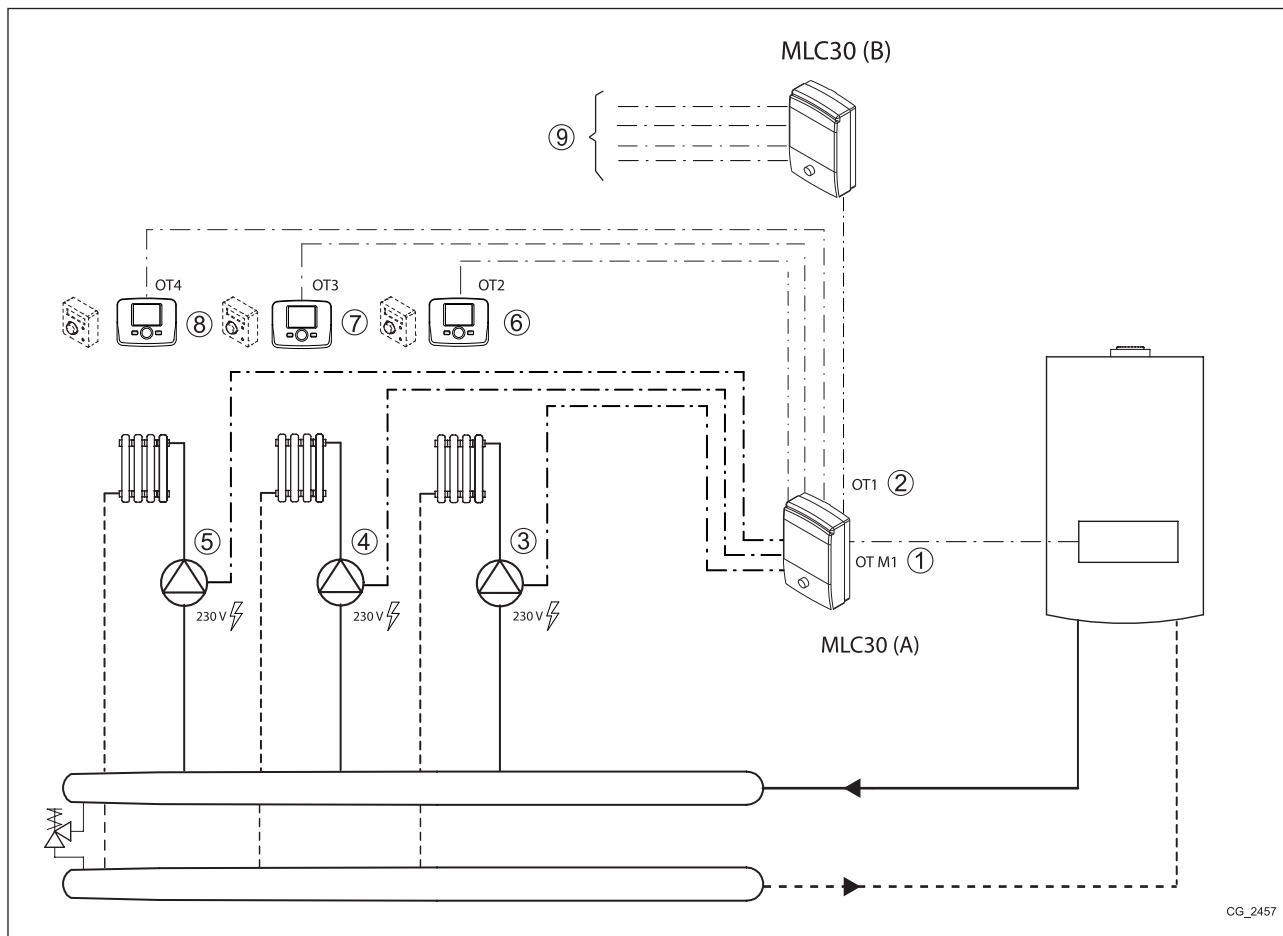 MLC30 (B)
⑨
OT4
OT3
OT2
⑧
⑦
⑥
OT1 ②
⑤
④
③
OT M1 ①
230 V
230 V
230 V
MLC30 (A)
CG_2457